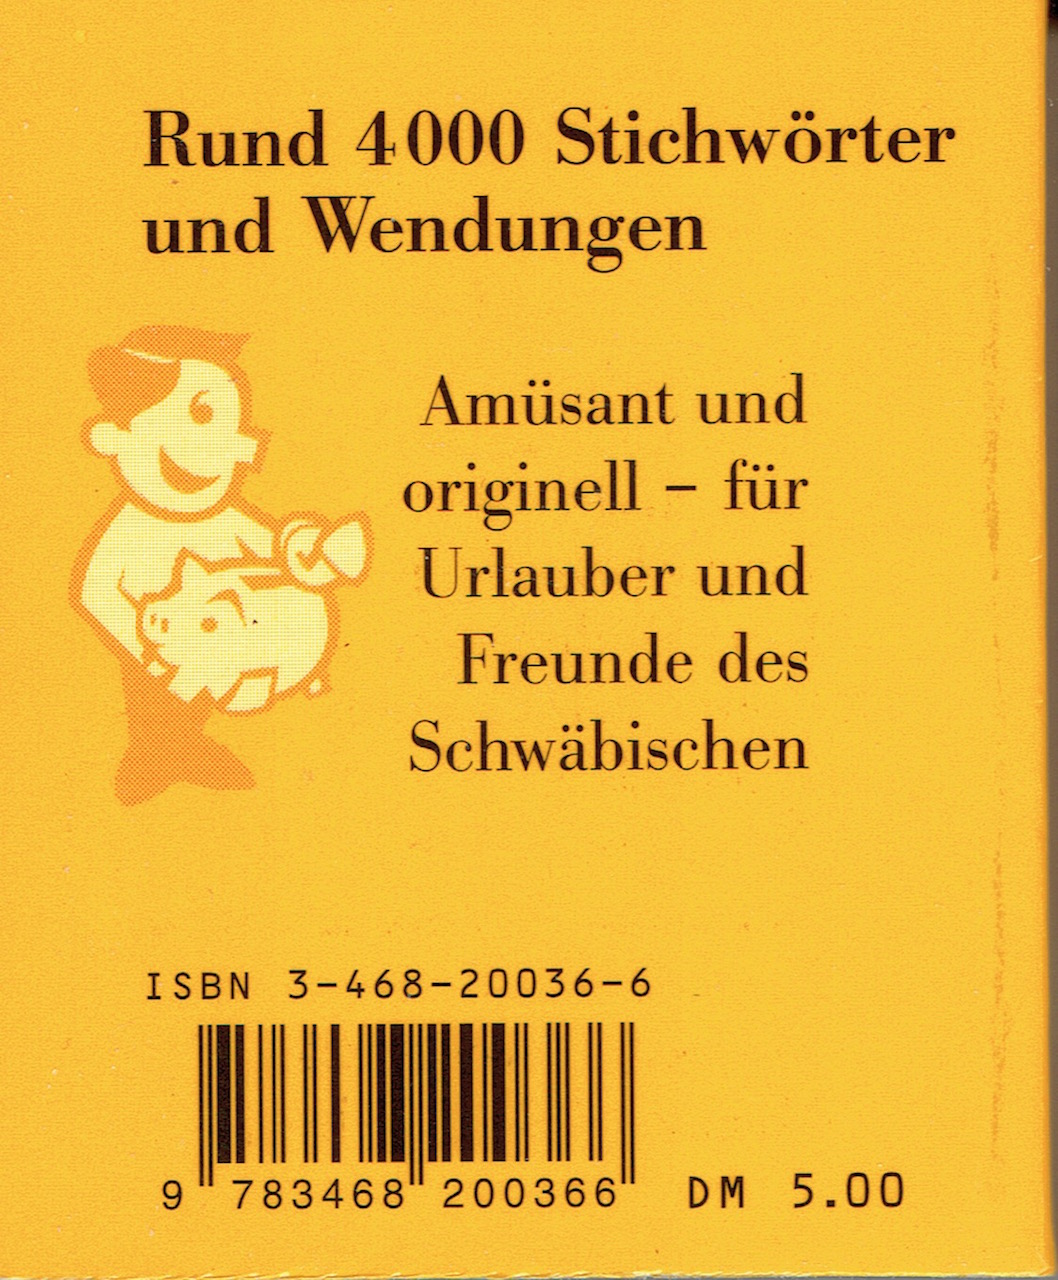 Rund 4000 Stichwörter
und Wendungen
Amüsant und
originell – für
Urlauber und
Freunde des
Schwäbischen
ISBN 3-468-20036-6
9 783468 200366
DM 5.00